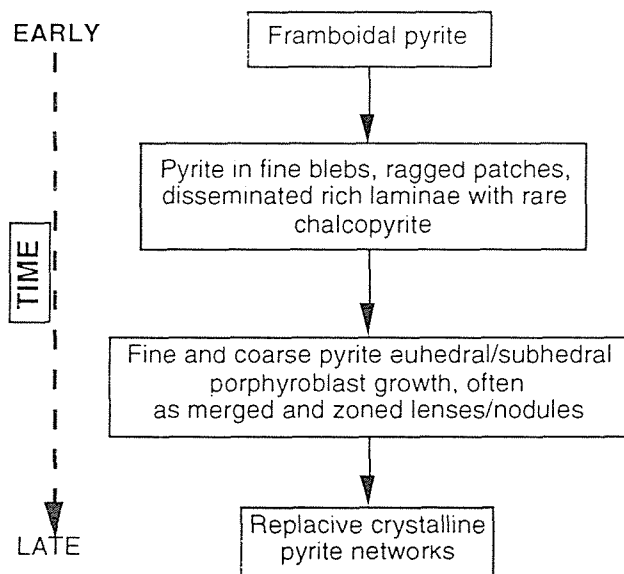 EARLY
Framboidal pyrite
Pyrite in fine blebs, ragged patches,
disseminated rich laminae with rare
chalcopyrite
TIME
Fine and coarse pyrite euhedral/subhedral
porphyroblast growth, often
as merged and zoned lenses/nodules
Replacive crystalline
pyrite networks
LATE